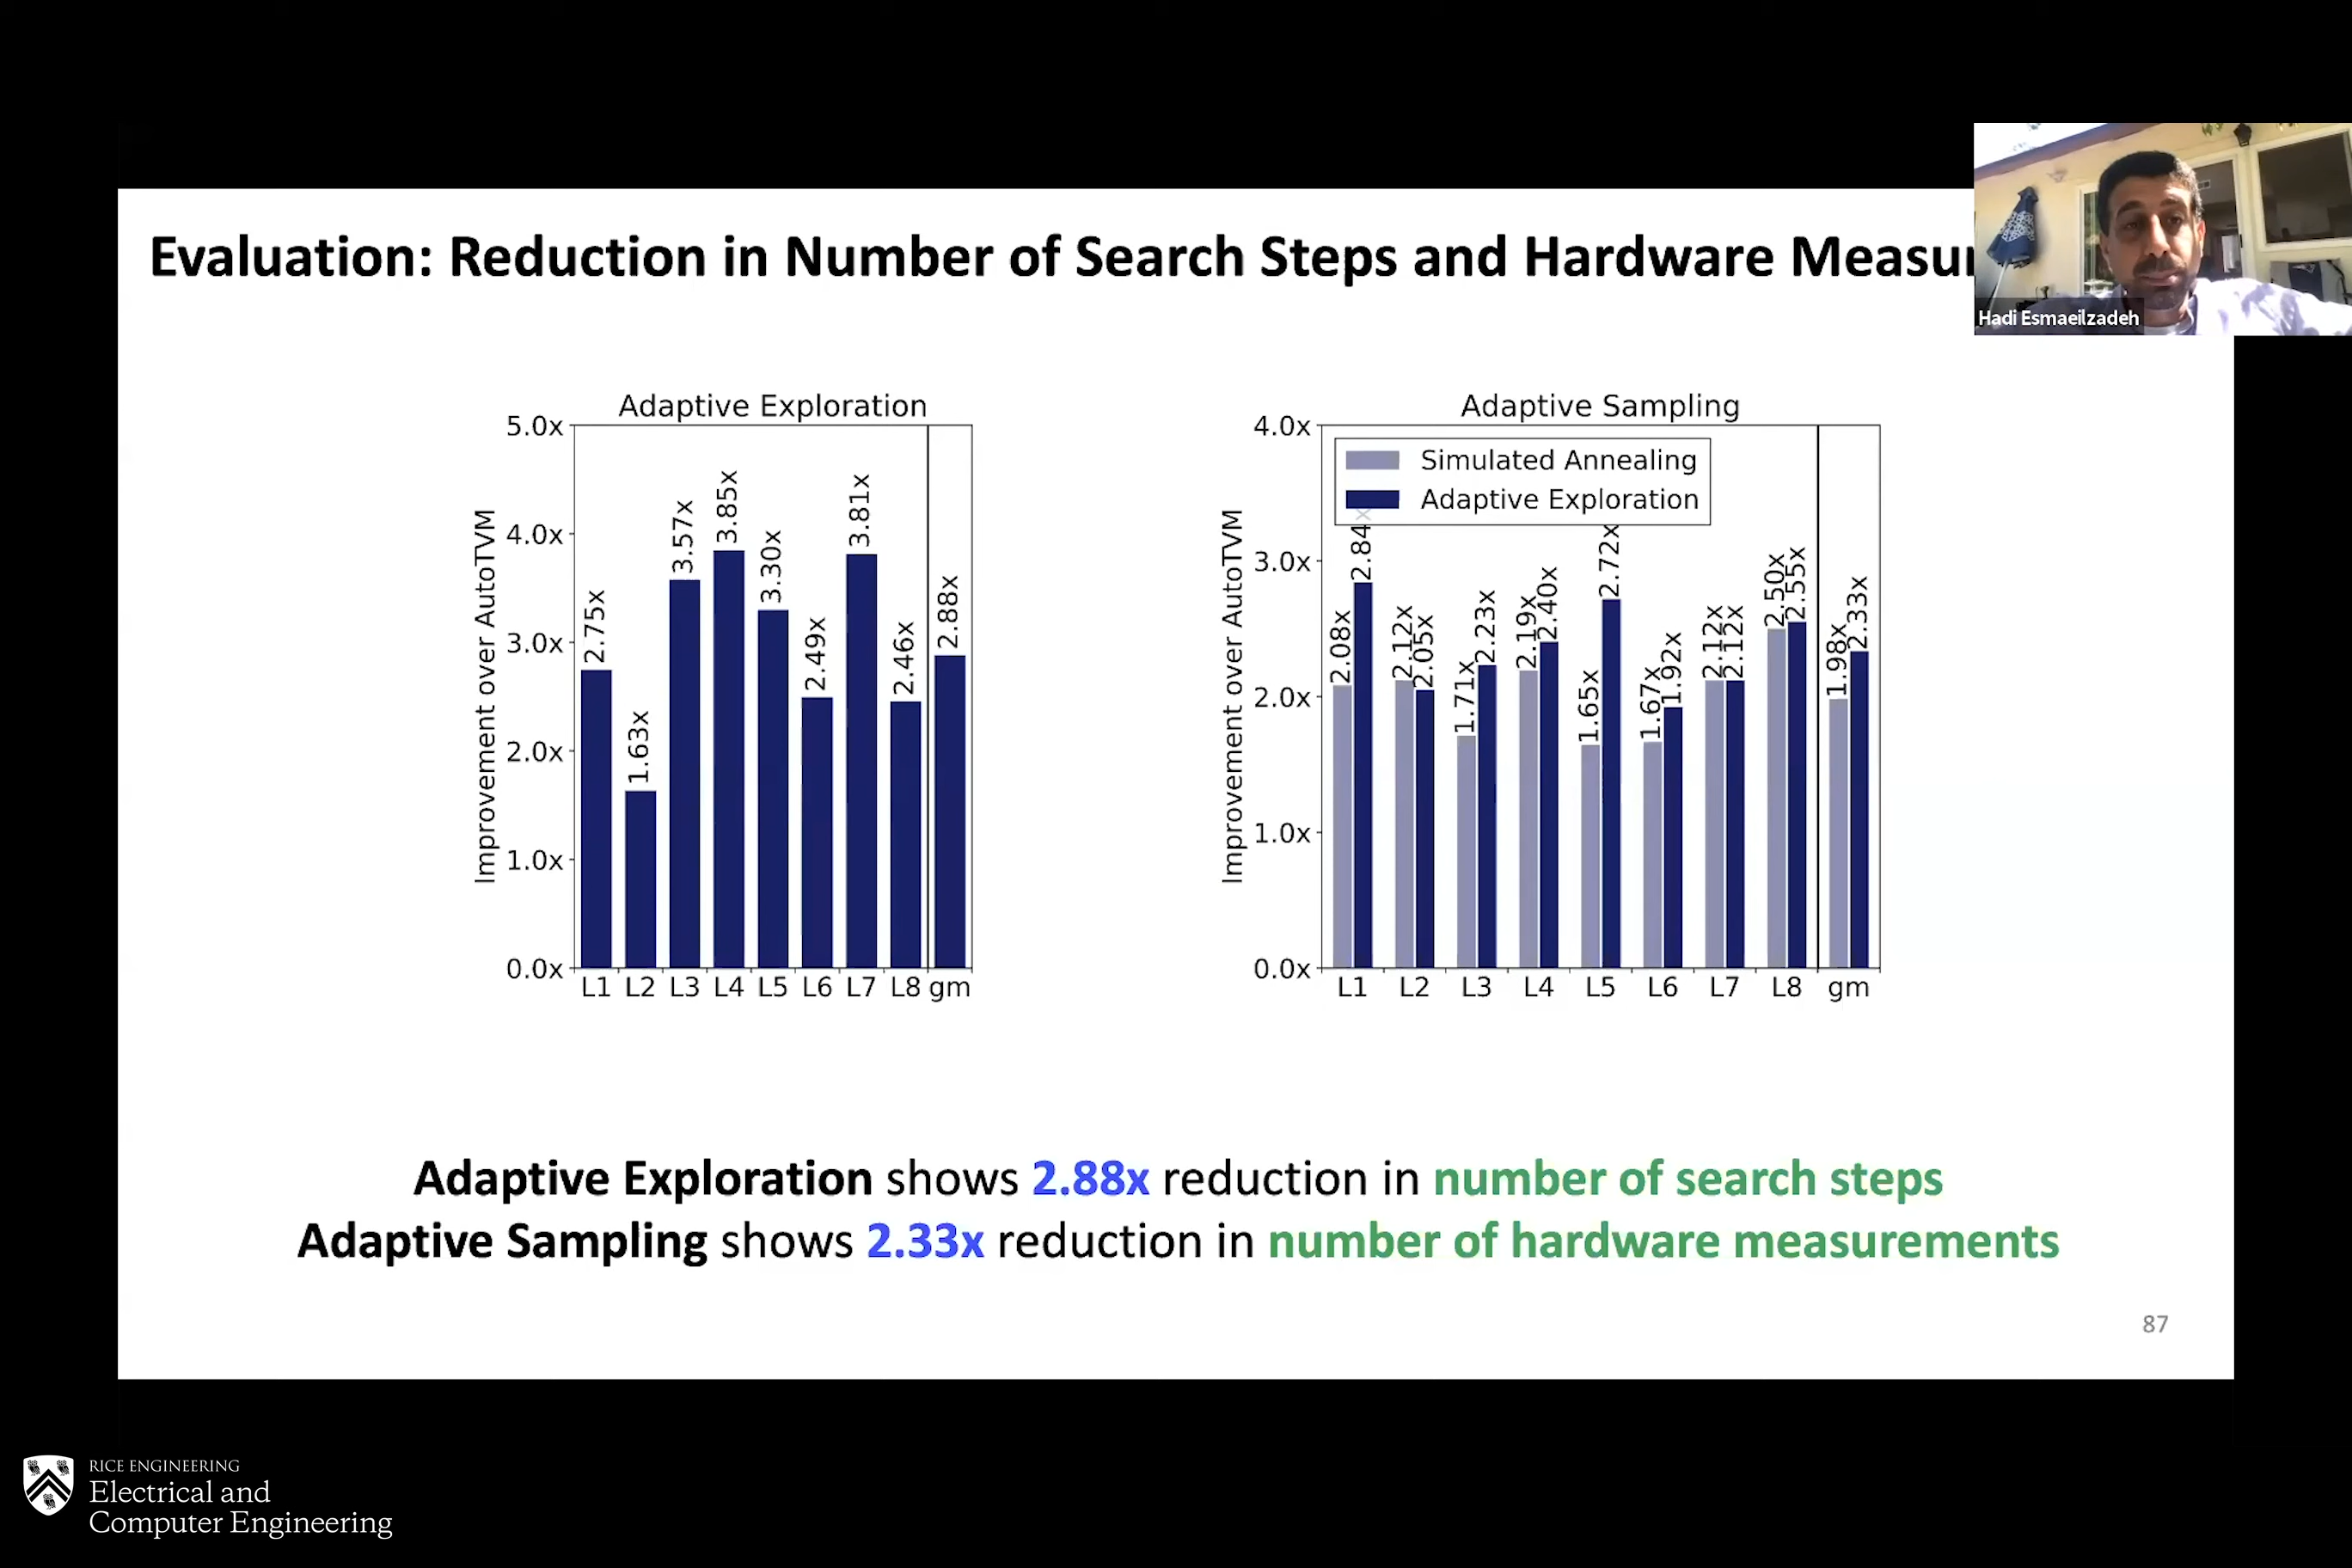 Evaluation: Reduction in Number of Search Steps and Hardware
Hadi Esmaeilzadeh
Adaptive Exploration
Improvement over AutoTVM
5.0x
4.0x
3.0x
2.0x
1.0x
0.0x
2.75x
1.63x
3.57x
3.85x
3.30x
2.49x
3.81x
2.46x
2.88x
L1 L2 L3 L4 L5 L6 L7 L8 gm
Adaptive Sampling
Simulated Annealing
Adaptive Exploration
Improvement over AutoTVM
4.0x
3.0x
2.0x
1.0x
0.0x
2.08x
2.84x
2.12x
2.05x
1.71x
2.23x
2.19x
2.40x
1.65x
2.72x
1.67x
1.92x
2.12x
2.12x
2.50x
2.55x
1.98x
2.33x
L1 L2 L3 L4 L5 L6 L7 L8 gm
Adaptive Exploration shows 2.88x reduction in number of search steps
Adaptive Sampling shows 2.33x reduction in number of hardware measurements
87
RICE ENGINEERING
Electrical and
Computer Engineering